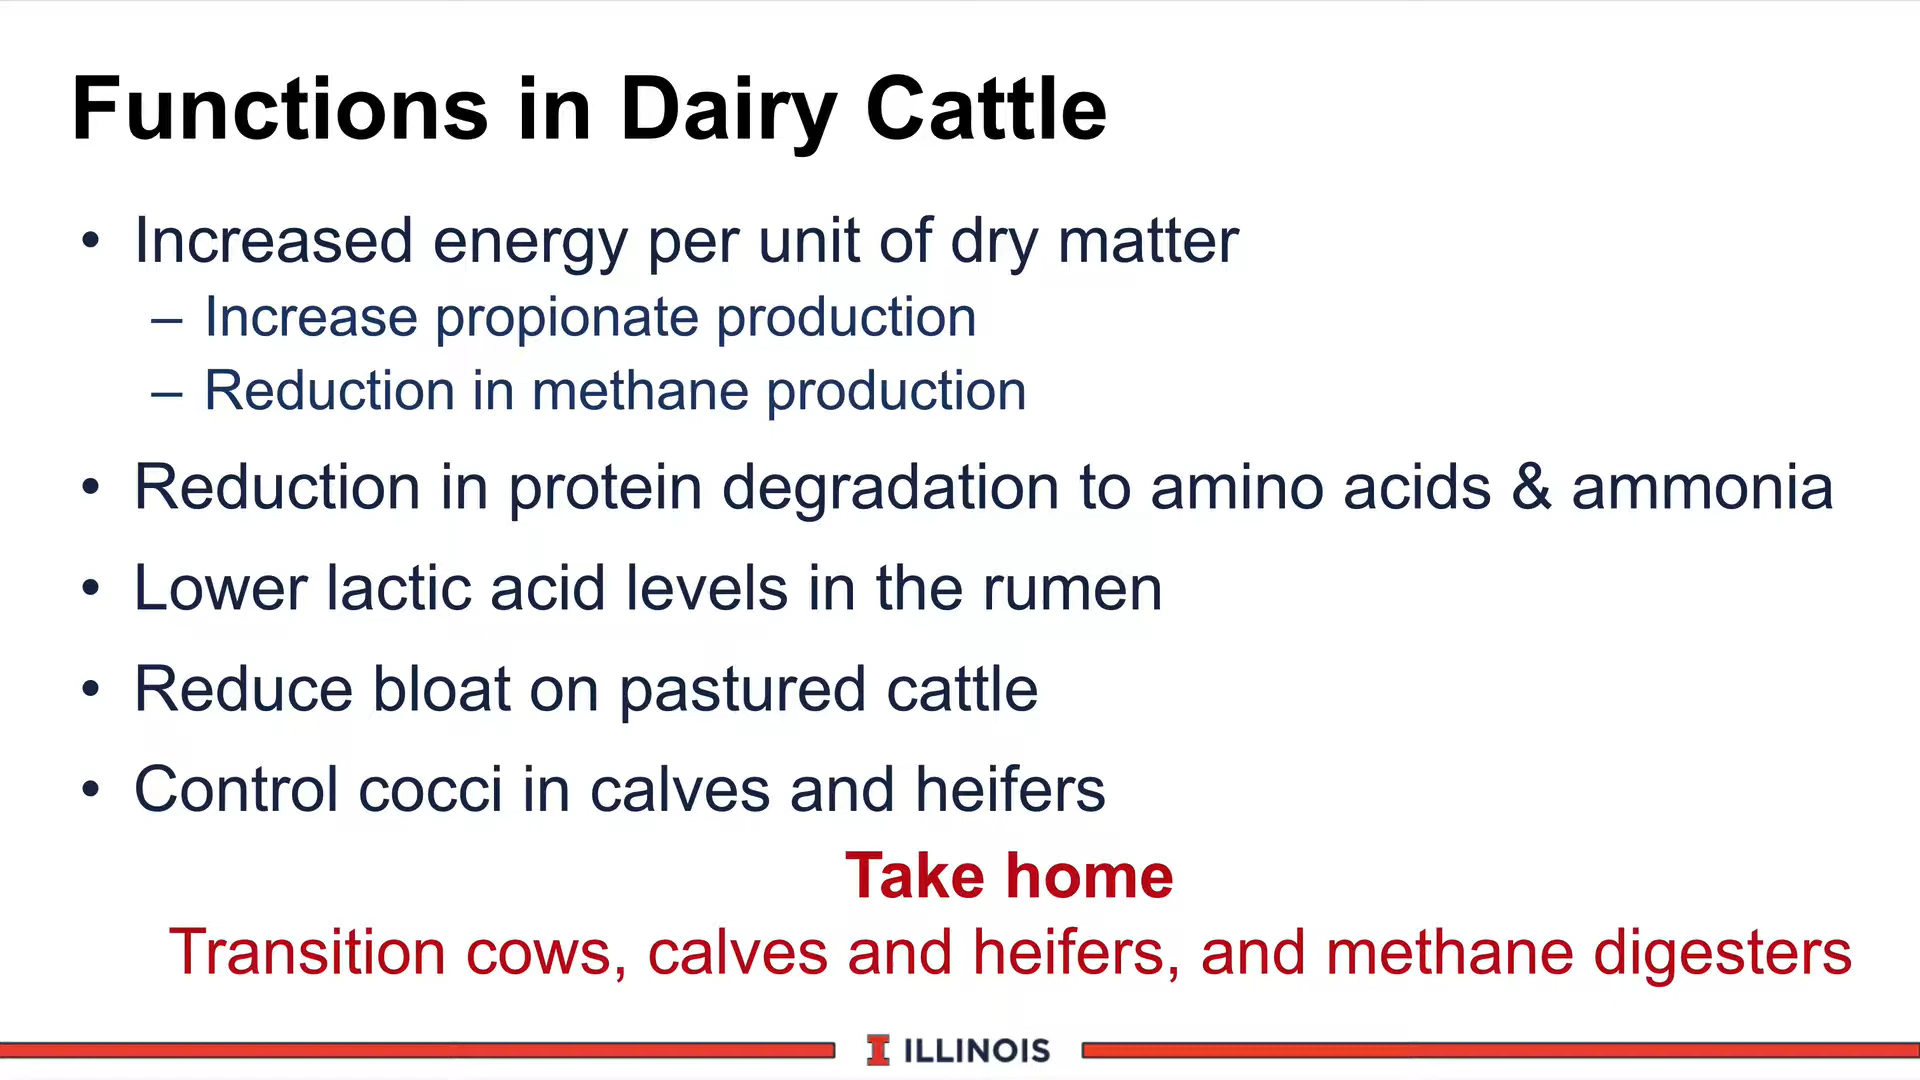 Functions in Dairy Cattle
• Increased energy per unit of dry matter
– Increase propionate production
– Reduction in methane production
• Reduction in protein degradation to amino acids & ammonia
• Lower lactic acid levels in the rumen
• Reduce bloat on pastured cattle
• Control cocci in calves and heifers
Take home
Transition cows, calves and heifers, and methane digesters
I ILLINOIS